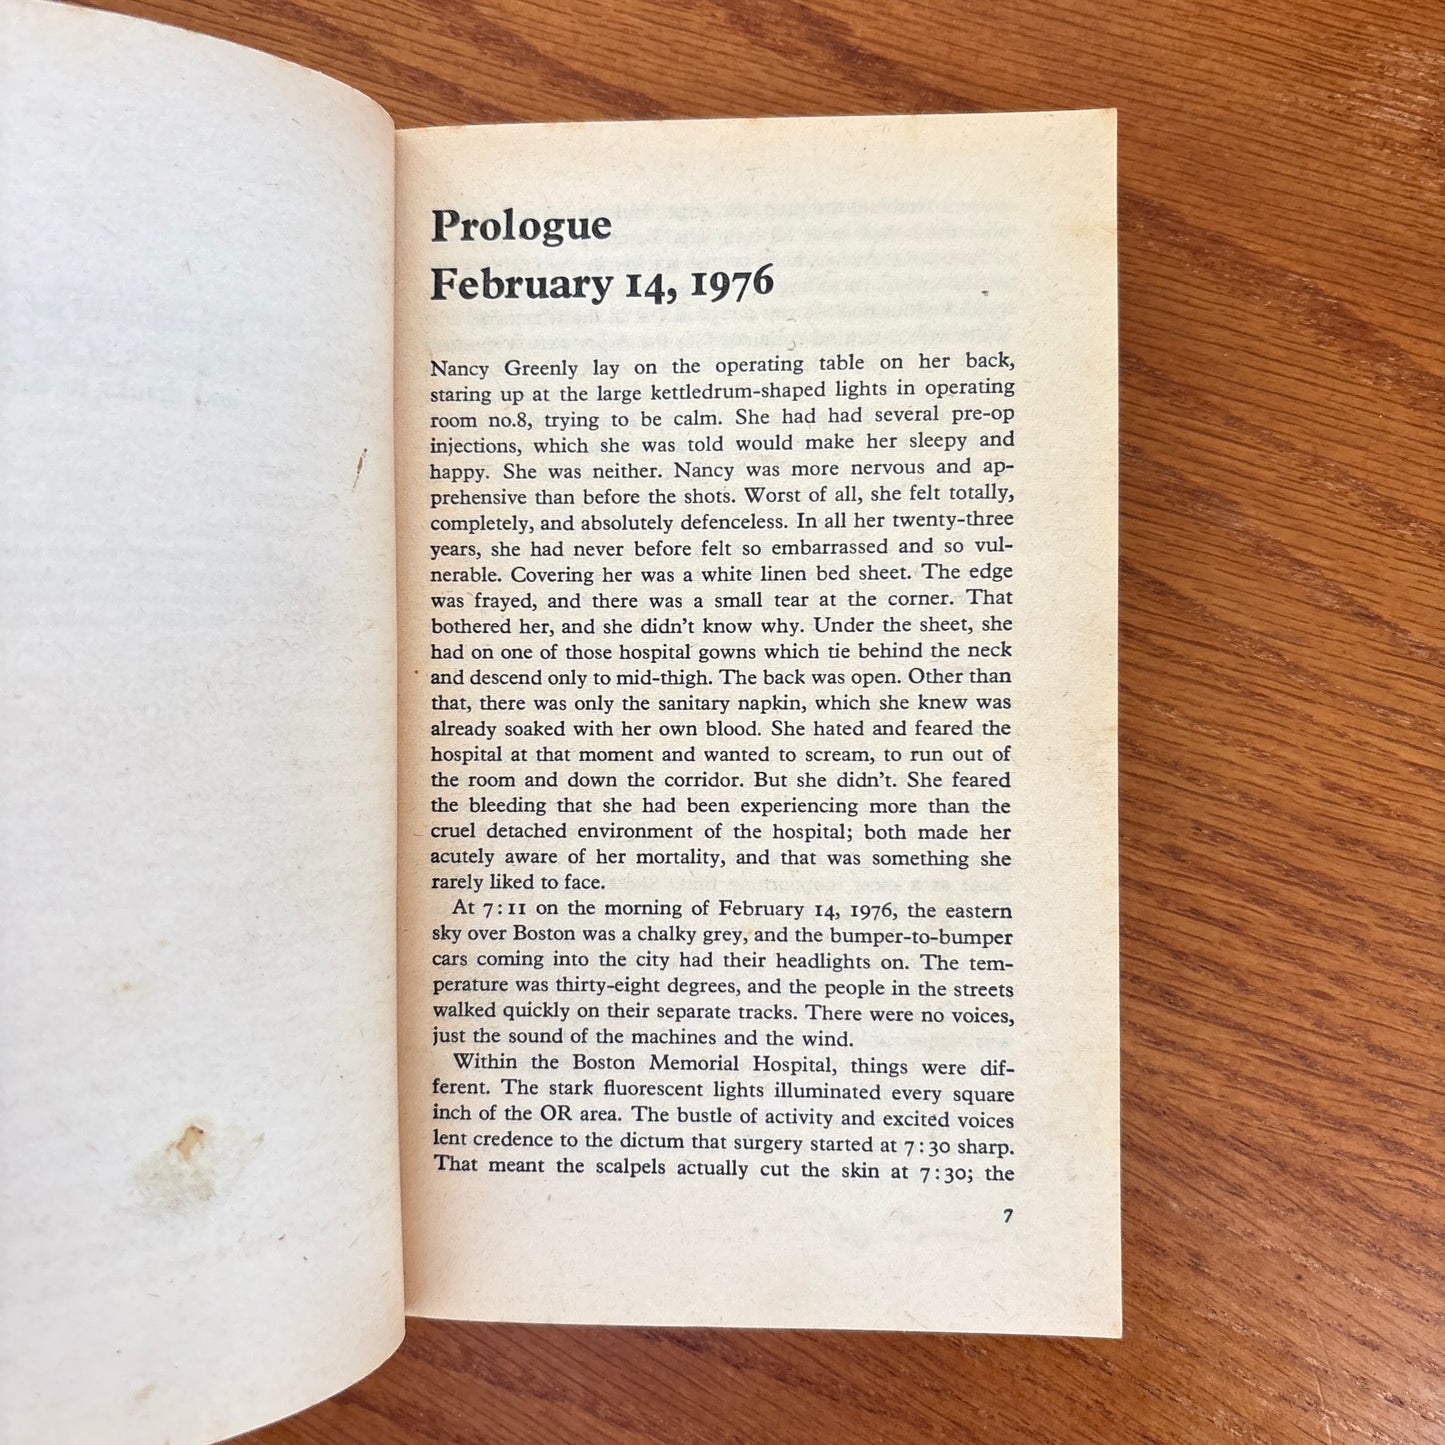 Prologue
February 14, 1976
Nancy Greenly lay on the operating table on her back,
staring up at the large kettledrum-shaped lights in operating
room no.8, trying to be calm. She had had several pre-op
injections, which she was told would make her sleepy and
happy. She was neither. Nancy was more nervous and ap-
prehensive than before the shots. Worst of all, she felt totally,
completely, and absolutely defenceless. In all her twenty-three
years, she had never before felt so embarrassed and so vul-
nerable. Covering her was a white linen bed sheet. The edge
was frayed, and there was a small tear at the corner. That
bothered her, and she didn't know why. Under the sheet, she
had on one of those hospital gowns which tie behind the neck
and descend only to mid-thigh. The back was open. Other than
that, there was only the sanitary napkin, which she knew was
already soaked with her own blood. She hated and feared the
hospital at that moment and wanted to scream, to run out of
the room and down the corridor. But she didn't. She feared
the bleeding that she had been experiencing more than the
cruel detached environment of the hospital; both made her
acutely aware of her mortality, and that was something she
rarely liked to face.
At 7:11 on the morning of February 14, 1976, the eastern
sky over Boston was a chalky grey, and the bumper-to-bumper
cars coming into the city had their headlights on. The tem-
perature was thirty-eight degrees, and the people in the streets
walked quickly on their separate tracks. There were no voices,
just the sound of the machines and the wind.
Within the Boston Memorial Hospital, things were dif-
ferent. The stark fluorescent lights illuminated every square
inch of the OR area. The bustle of activity and excited voices
lent credence to the dictum that surgery started at 7:30 sharp.
That meant the scalpels actually cut the skin at 7:30; the
7